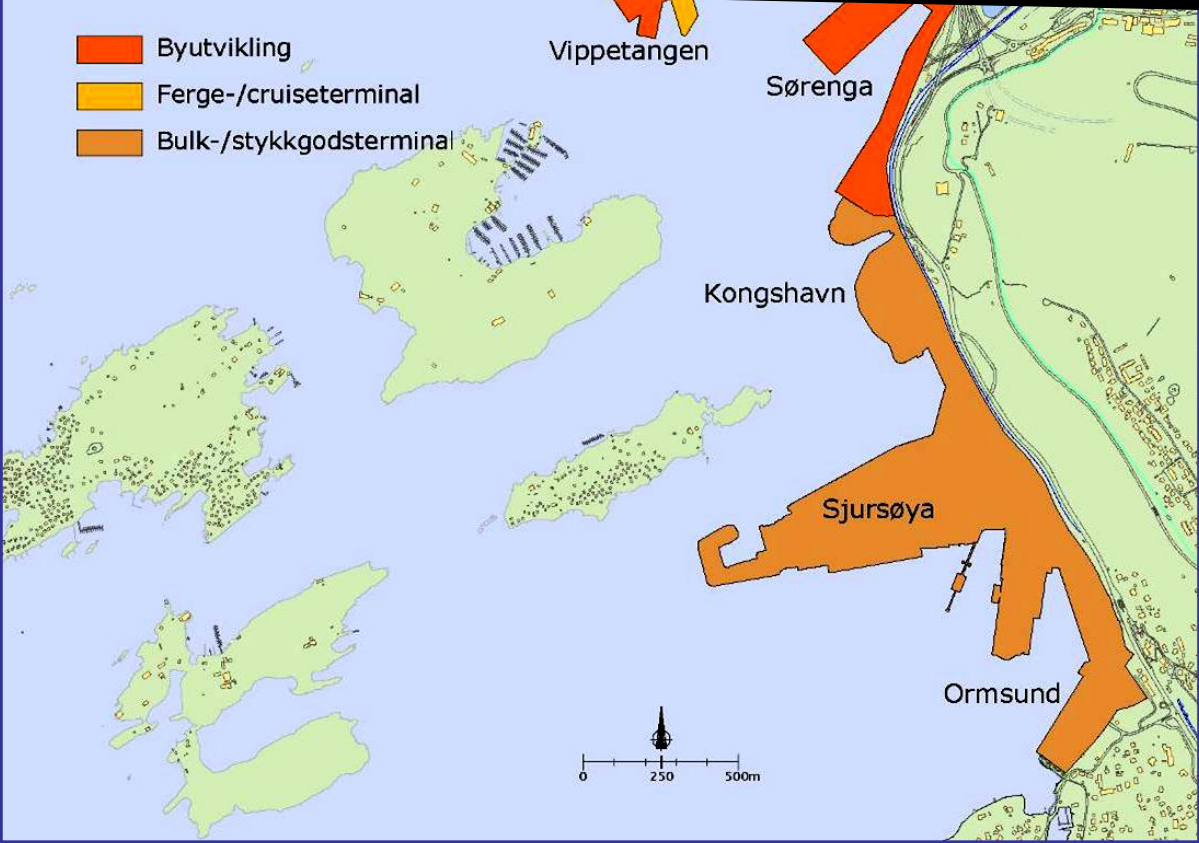 Byutvikling
Ferge-/cruiseterminal
Bulk-/stykkgodsterminal
Vippetangen
Sørenga
Kongshavn
Sjursøya
Ormsund
0 250 500m